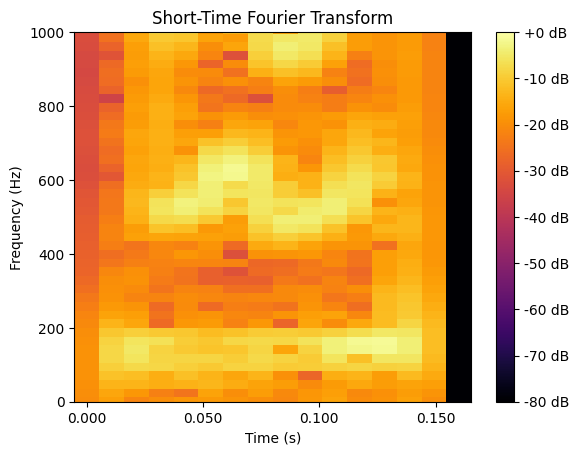 Short-Time Fourier Transform
1000
800
600
400
200
0
Frequency (Hz)
0.000
0.050
0.100
0.150
Time (s)
+0 dB
-10 dB
-20 dB
-30 dB
-40 dB
-50 dB
-60 dB
-70 dB
-80 dB